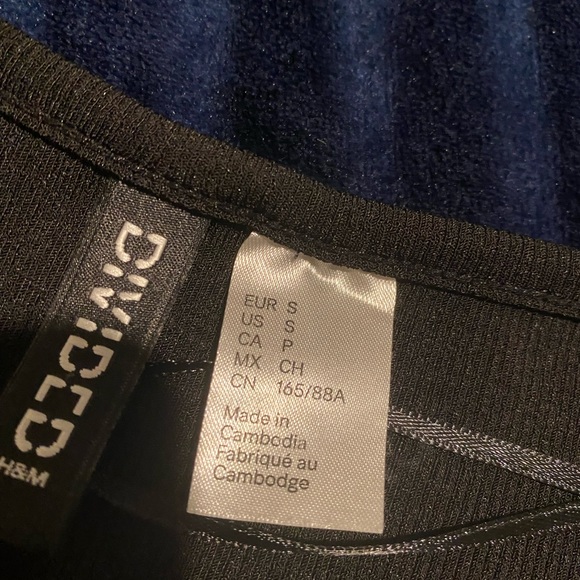 DIVIDED
H&M
EUR S
US S
CA P
MX CH
CN 165/88A
Made in
Cambodia
Fabriqué au
Cambodge